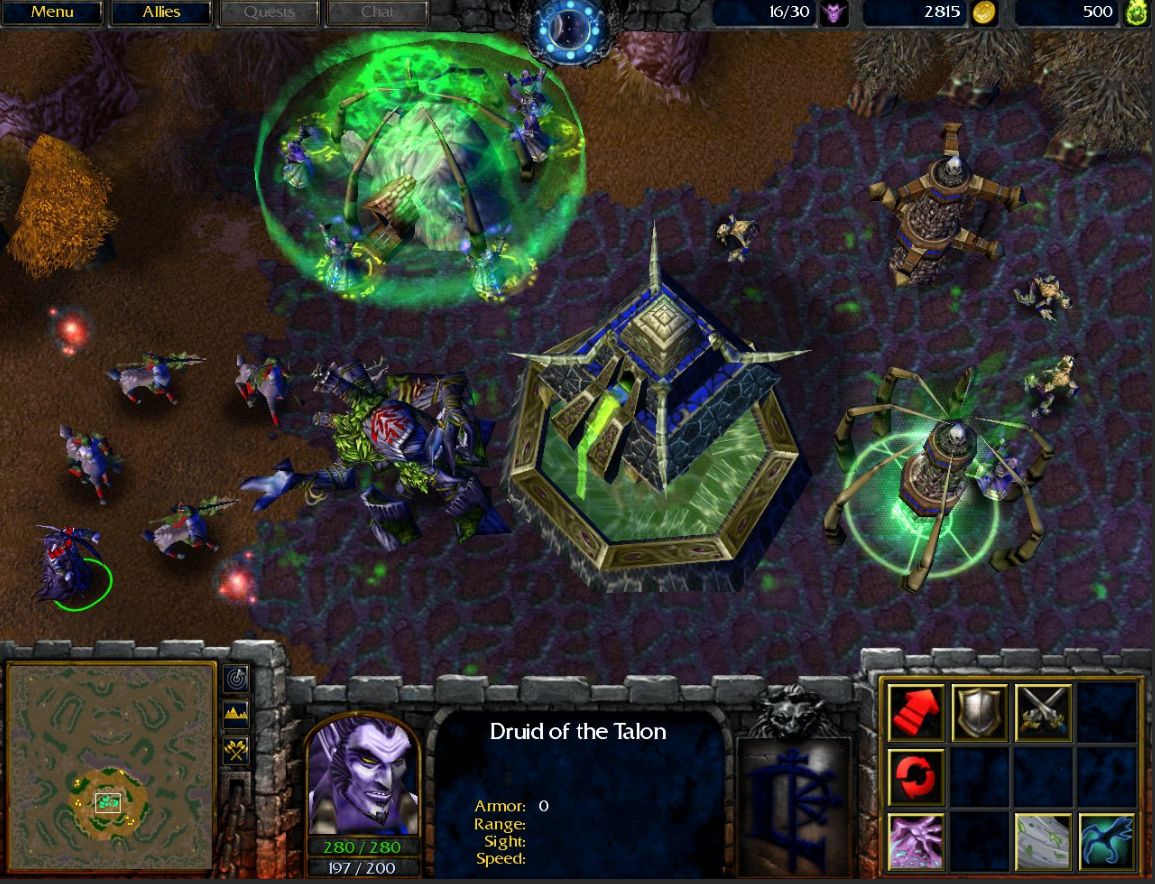 Menu
Allies
Quests
Chat
16/30
2815
500
Druid of the Talon
Armor: 0
Range:
Sight:
Speed:
280 / 280
197 / 200